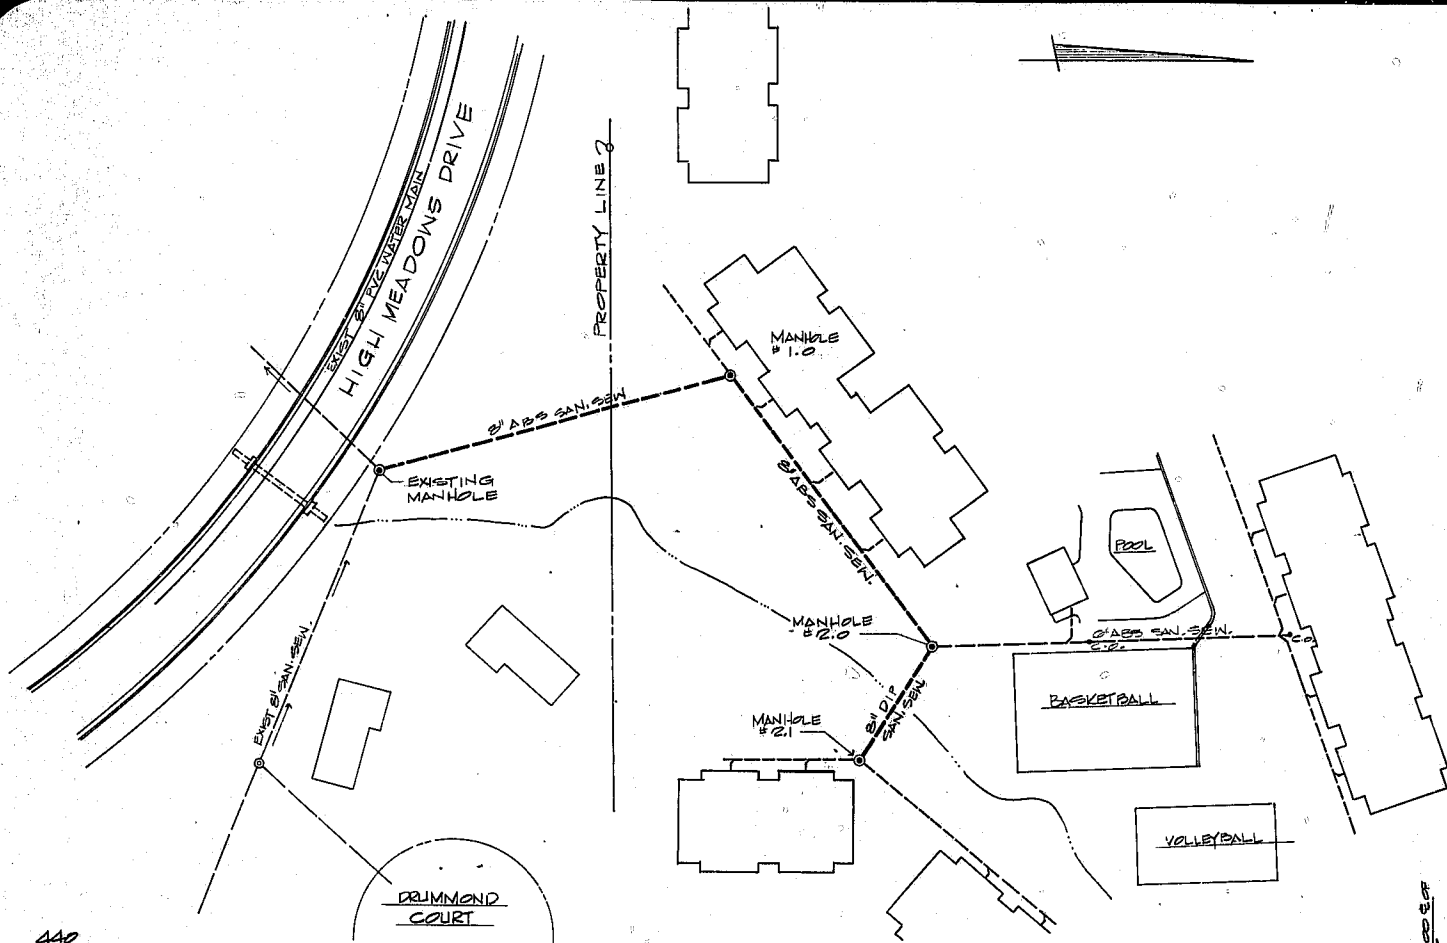 EXIST 8" PVC WATER MAIN
HIGH MEADOWS DRIVE
PROPERTY LINE
MANHOLE
# 1.0
8" ABS SAN. SEW.
EXISTING
MANHOLE
8" ABS SAN. SEW.
POOL
MANHOLE
# 2.0
6" ABS SAN. SEW.
C.O.
C.O.
EXIST 8" SAN. SEW.
BASKETBALL
8" DIP
SAN. SEW.
MANHOLE
# 2.1
VOLLEYBALL
DRUMMOND
COURT
440